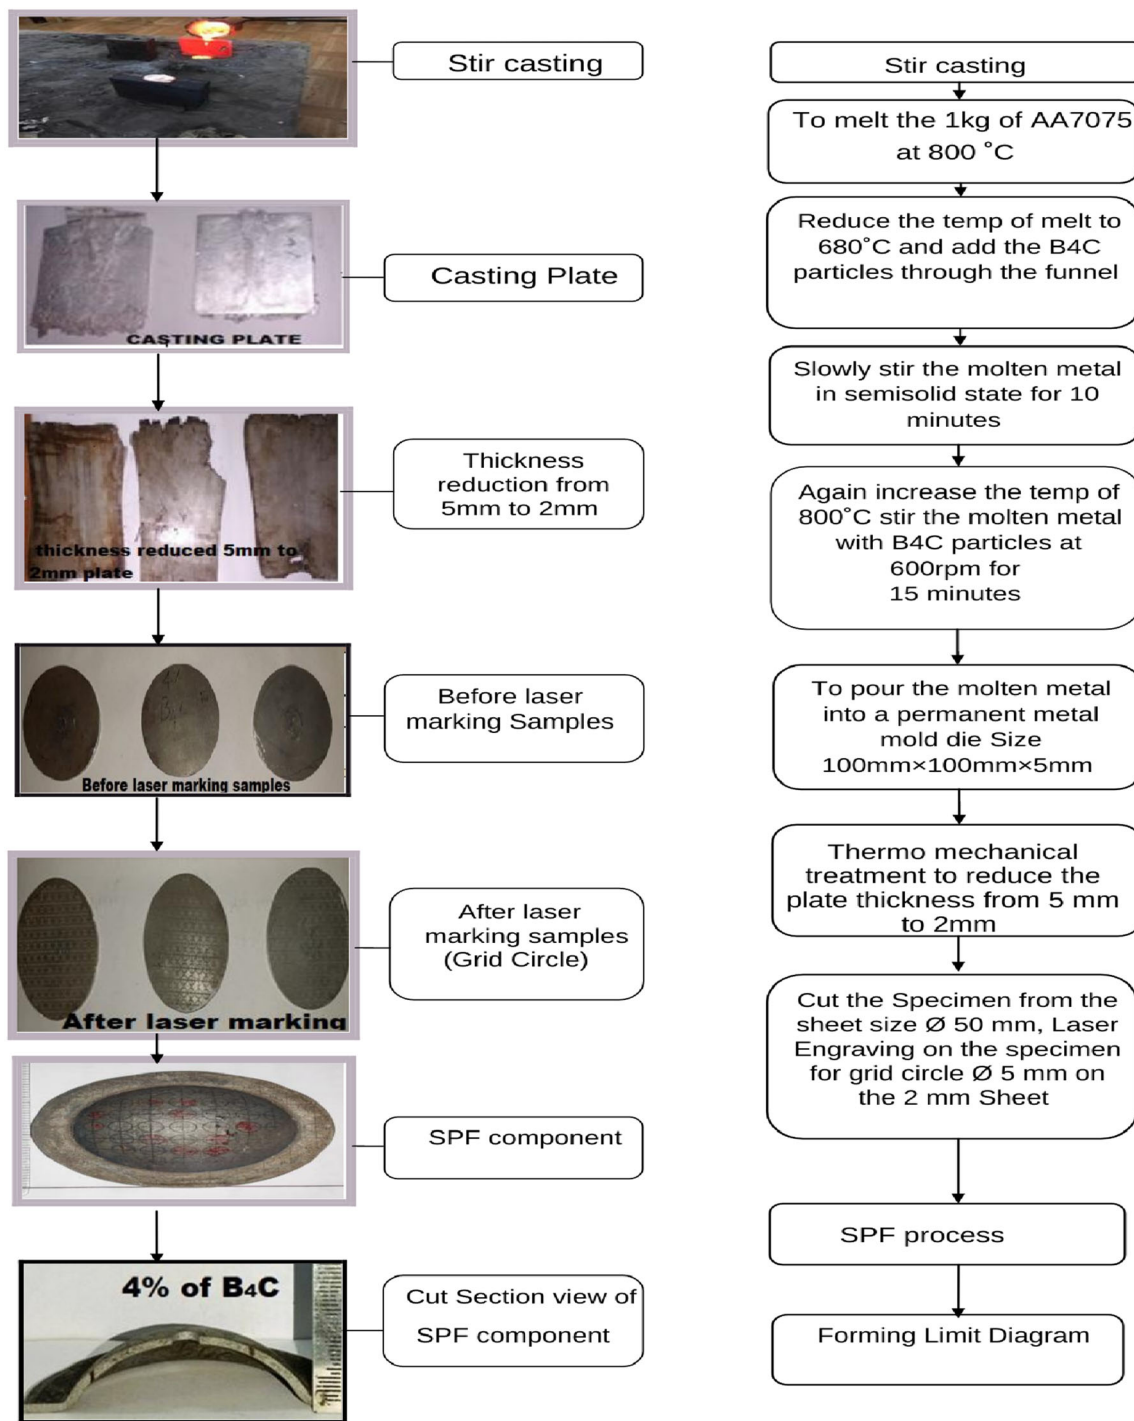 Stir casting
Casting Plate
CASTING PLATE
Thickness
reduction from
5mm to 2mm
thickness reduced 5mm to
2mm plate
Before laser
marking Samples
Before laser marking samples
After laser
marking samples
(Grid Circle)
After laser marking
SPF component
4% of B₄C
Cut Section view of
SPF component
Stir casting
To melt the 1kg of AA7075
at 800 ˚C
Reduce the temp of melt to
680˚C and add the B4C
particles through the funnel
Slowly stir the molten metal
in semisolid state for 10
minutes
Again increase the temp of
800˚C stir the molten metal
with B4C particles at
600rpm for
15 minutes
To pour the molten metal
into a permanent metal
mold die Size
100mm×100mm×5mm
Thermo mechanical
treatment to reduce the
plate thickness from 5 mm
to 2mm
Cut the Specimen from the
sheet size Ø 50 mm, Laser
Engraving on the specimen
for grid circle Ø 5 mm on
the 2 mm Sheet
SPF process
Forming Limit Diagram